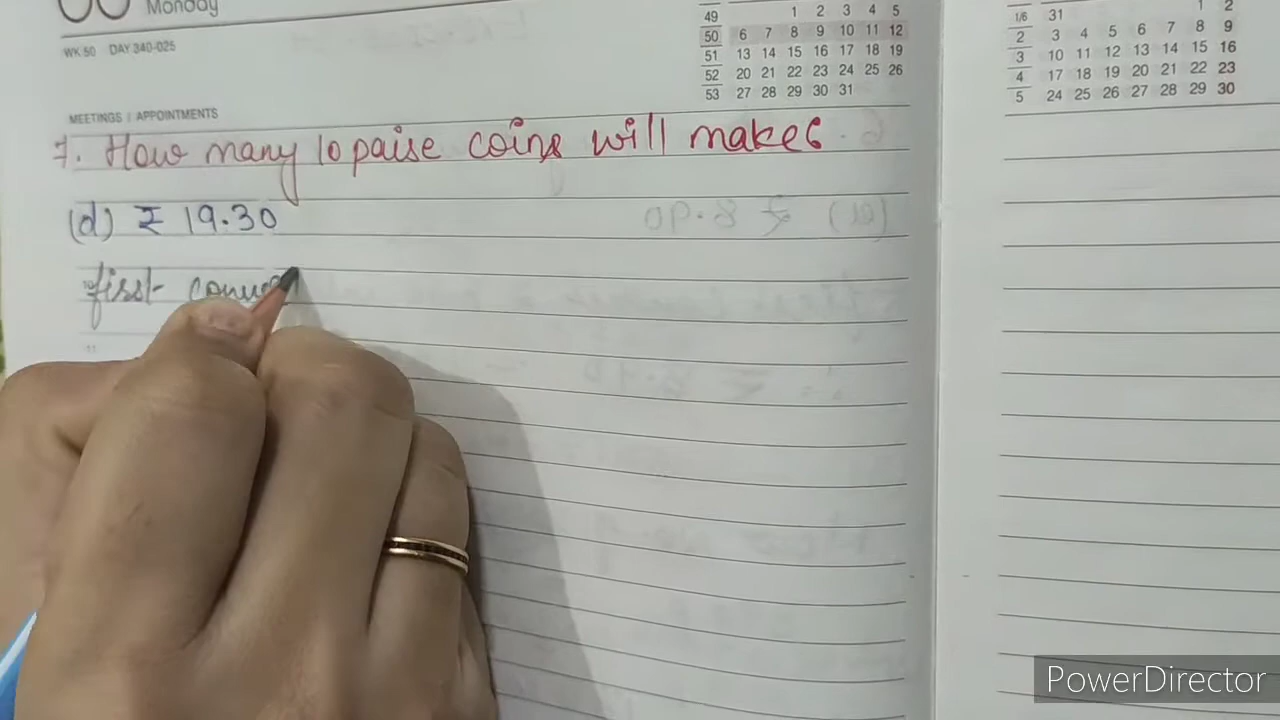 Monday
WK 50 DAY 340-025
49 1 2 3 4 5
50 6 7 8 9 10 11 12
51 13 14 15 16 17 18 19
52 20 21 22 23 24 25 26
53 27 28 29 30 31
1/6 31 1 2
2 3 4 5 6 7 8 9
3 10 11 12 13 14 15 16
4 17 18 19 20 21 22 23
5 24 25 26 27 28 29 30
MEETINGS | APPOINTMENTS
7. How many 10 paise coins will makes
(d) ₹ 19.30
first conve
11
PowerDirector